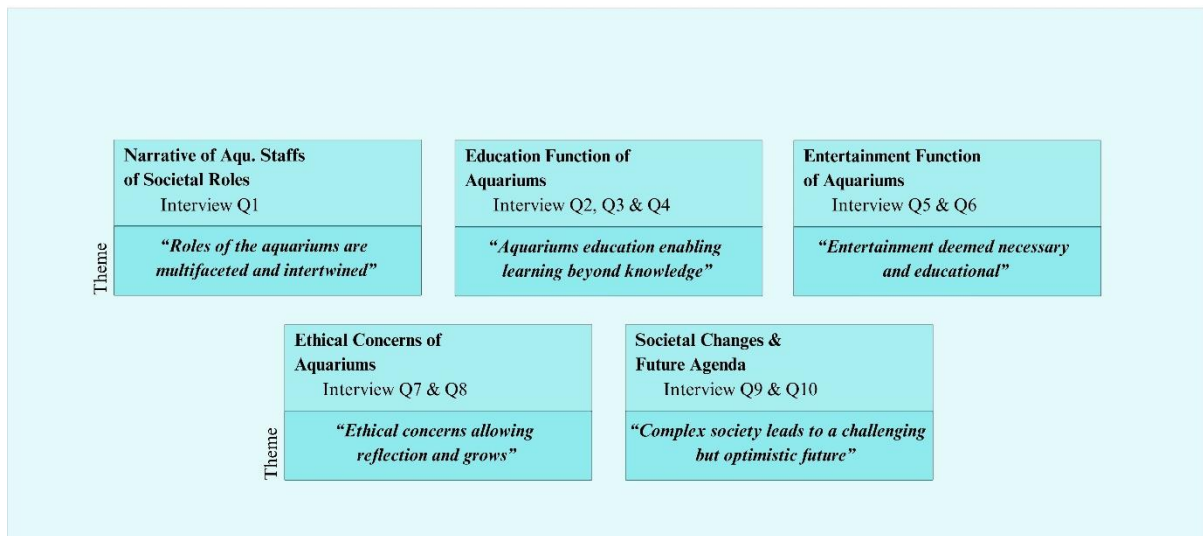 Narrative of Aqu. Staffs
of Societal Roles
Interview Q1
Theme
“Roles of the aquariums are
multifaceted and intertwined”
Education Function of
Aquariums
Interview Q2, Q3 & Q4
“Aquariums education enabling
learning beyond knowledge”
Entertainment Function
of Aquariums
Interview Q5 & Q6
“Entertainment deemed necessary
and educational”
Ethical Concerns of
Aquariums
Interview Q7 & Q8
Theme
“Ethical concerns allowing
reflection and grows”
Societal Changes &
Future Agenda
Interview Q9 & Q10
“Complex society leads to a challenging
but optimistic future”